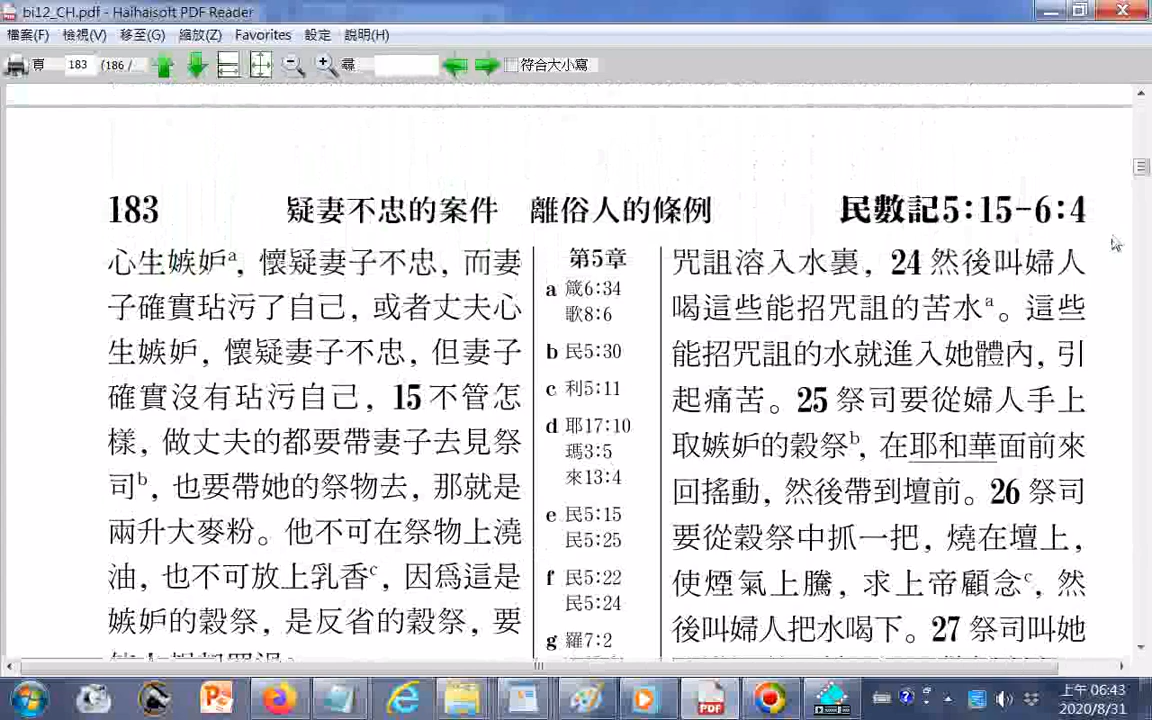 bi12_CH.pdf - Haihaisoft PDF Reader
檔案(F) 檢視(V) 移至(G) 縮放(Z) Favorites 設定 說明(H)
頁 183 (186 /... 尋 符合大小寫
183 疑妻不忠的案件 離俗人的條例 民數記5:15-6:4
心生嫉妒a, 懷疑妻子不忠, 而妻
子確實玷污了自己, 或者丈夫心
生嫉妒, 懷疑妻子不忠, 但妻子
確實沒有玷污自己, 15 不管怎
樣, 做丈夫的都要帶妻子去見祭
司b, 也要帶她的祭物去, 那就是
兩升大麥粉。他不可在祭物上澆
油, 也不可放上乳香c, 因爲這是
嫉妒的穀祭, 是反省的穀祭, 要
第5章
a 箴6:34
歌8:6
b 民5:30
c 利5:11
d 耶17:10
瑪3:5
來13:4
e 民5:15
民5:25
f 民5:22
民5:24
g 羅7:2
咒詛溶入水裏, 24 然後叫婦人
喝這些能招咒詛的苦水a。這些
能招咒詛的水就進入她體內, 引
起痛苦。25 祭司要從婦人手上
取嫉妒的穀祭b, 在耶和華面前來
回搖動, 然後帶到壇前。26 祭司
要從穀祭中抓一把, 燒在壇上,
使煙氣上騰, 求上帝顧念c, 然
後叫婦人把水喝下。27 祭司叫她
上午 06:43
2020/8/31